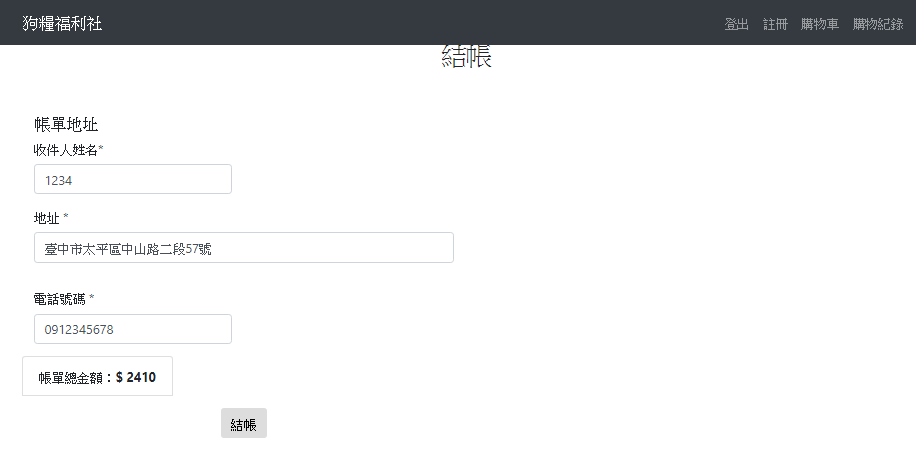 狗糧福利社 登出 註冊 購物車 購物紀錄
結帳
帳單地址
收件人姓名*
1234
地址 *
臺中市太平區中山路二段57號
電話號碼 *
0912345678
帳單總金額：$ 2410
結帳